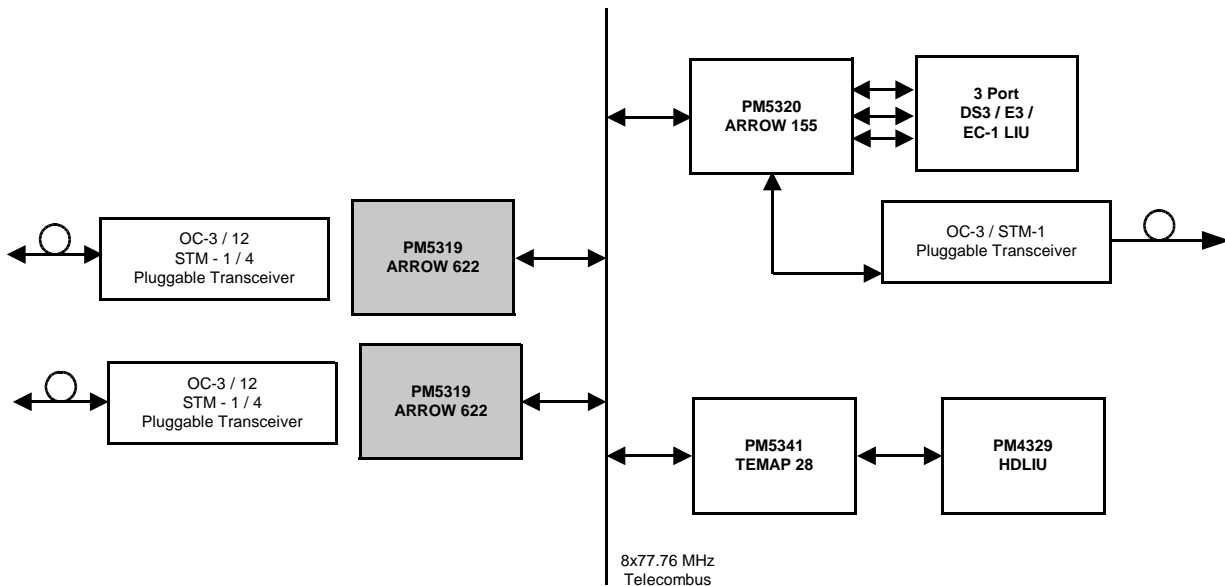 PM5320
ARROW 155
3 Port
DS3 / E3 /
EC-1 LIU
OC-3 / 12
STM - 1 / 4
Pluggable Transceiver
PM5319
ARROW 622
OC-3 / STM-1
Pluggable Transceiver
OC-3 / 12
STM - 1 / 4
Pluggable Transceiver
PM5319
ARROW 622
PM5341
TEMAP 28
PM4329
HDLIU
8x77.76 MHz
Telecombus